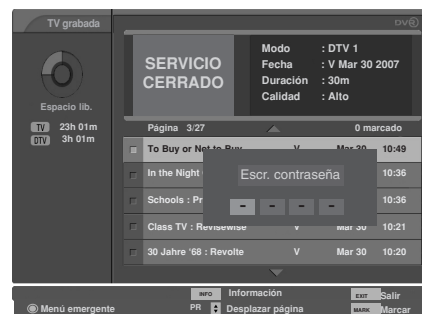 TV grabada
DVR
SERVICIO CERRADO
Modo : DTV 1
Fecha : V Mar 30 2007
Duración : 30m
Calidad : Alto
Espacio lib.
TV 23h 01m
DTV 3h 01m
Página 3/27 0 marcado
To Buy or Not to Buy V Mar 30 10:49
In the Night 10:36
Escr. contraseña
Schools : Pr 10:36
- - - -
Class TV : Revisewise V Mar 30 10:21
30 Jahre '68 : Revolte V Mar 30 10:20
INFO Información EXIT Salir
Menú emergente PR Desplazar página MARK Marcar